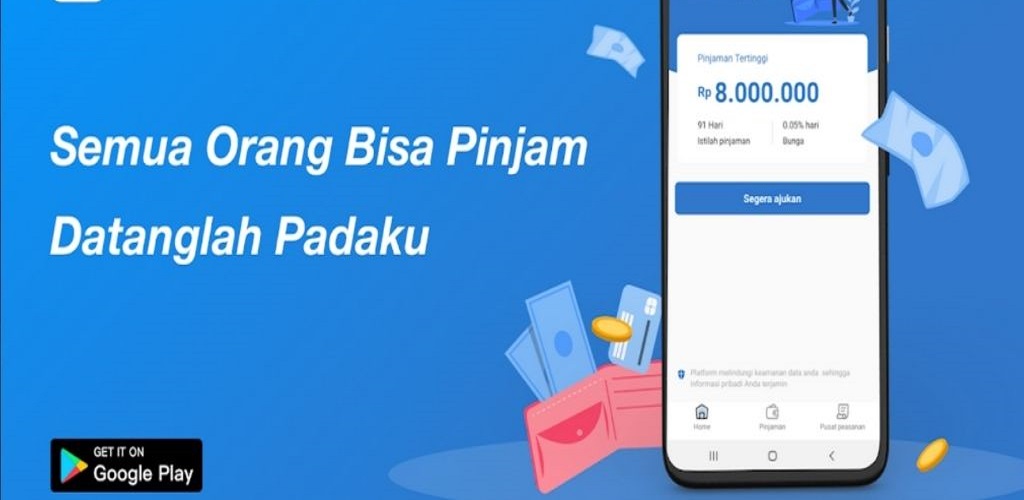 Semua Orang Bisa Pinjam
Datanglah Padaku
GET IT ON
Google Play
Pinjaman Tertinggi
Rp 8.000.000
91 Hari
0.05% hari
Istilah pinjaman
Bunga
Segera ajukan
Platform melindungi keamanan data anda sehingga
informasi pribadi Anda terjamin
Home
Pinjaman
Pusat peasanan